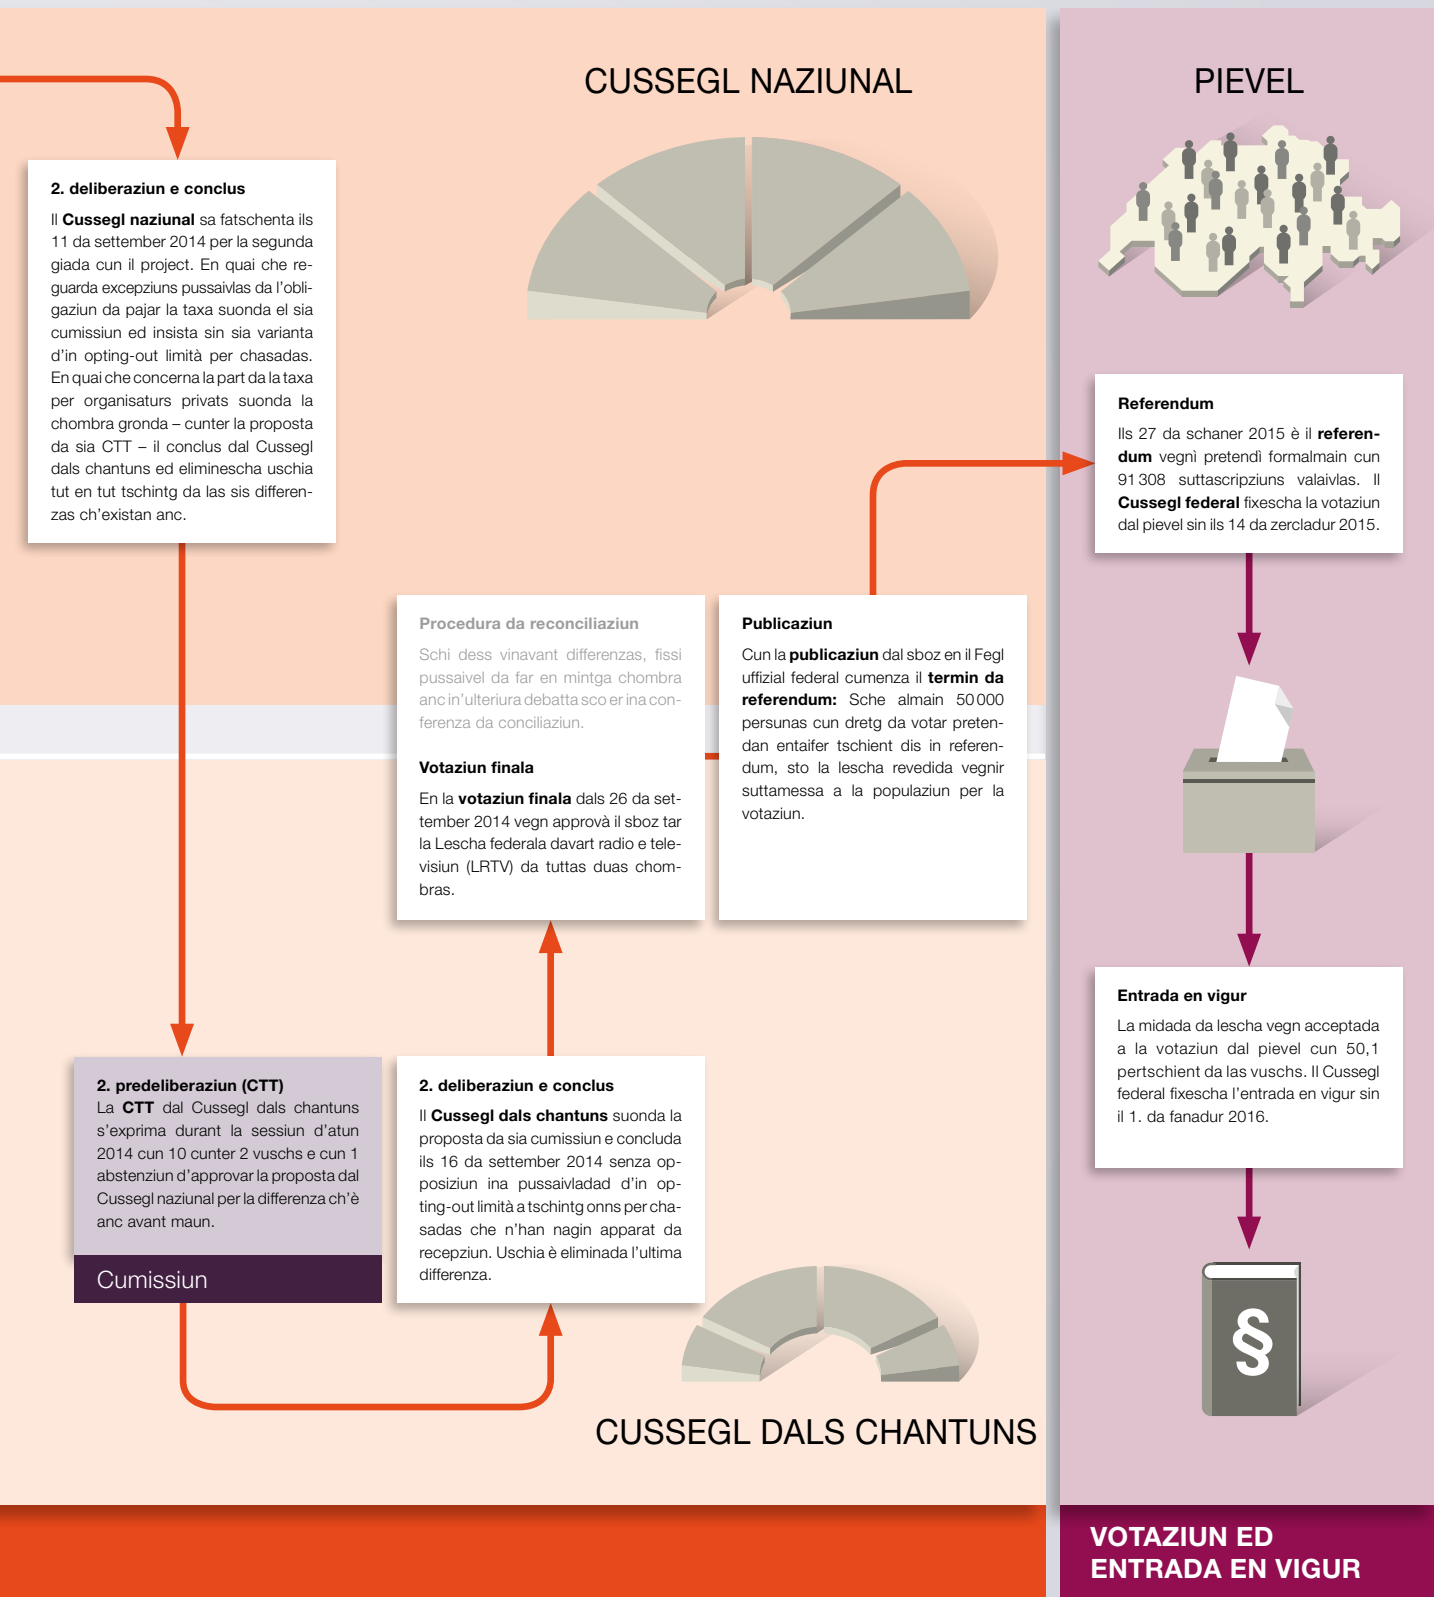 CUSSEGL NAZIUNAL
2. deliberaziun e conclus
Il Cussegl naziunal sa fatschenta ils
11 da settember 2014 per la segunda
giada cun il project. En quai che re-
guarda excepziuns pussaivlas da l'obli-
gaziun da pajar la taxa suonda el sia
cumissiun ed insista sin sia varianta
d'in opting-out limità per chasadas.
En quai che concerna la part da la taxa
per organisaturs privats suonda la
chombra gronda – cunter la proposta
da sia CTT – il conclus dal Cussegl
dals chantuns ed eliminescha uschia
tut en tut tschintg da las sis differen-
zas ch'existan anc.
2. predeliberaziun (CTT)
La CTT dal Cussegl dals chantuns
s'exprima durant la sessiun d'atun
2014 cun 10 cunter 2 vuschs e cun 1
abstenziun d'approvar la proposta dal
Cussegl naziunal per la differenza ch'è
anc avant maun.
Cumissiun
2. deliberaziun e conclus
Il Cussegl dals chantuns suonda la
proposta da sia cumissiun e concluda
ils 16 da settember 2014 senza op-
posiziun ina pussaivladad d'in op-
ting-out limità a tschintg onns per cha-
sadas che n'han nagin apparat da
recepziun. Uschia è eliminada l'ultima
differenza.
Procedura da reconciliaziun
Schi dess vinavant differenzas, fissi
pussaivel da far en mintga chombra
anc in'ulteriura debatta sco er ina con-
ferenza da conciliaziun.
Votaziun finala
En la votaziun finala dals 26 da set-
tember 2014 vegn approvà il sboz tar
la Lescha federala davart radio e tele-
visiun (LRTV) da tuttas duas chom-
bras.
Publicaziun
Cun la publicaziun dal sboz en il Fegl
uffizial federal cumenza il termin da
referendum: Sche almain 50 000
persunas cun dretg da votar preten-
dan entaifer tschient dis in referen-
dum, sto la lescha revedida vegnir
suttamessa a la populaziun per la
votaziun.
CUSSEGL DALS CHANTUNS
PIEVEL
Referendum
Ils 27 da schaner 2015 è il referen-
dum vegnì pretendì formalmain cun
91 308 suttascripziuns valaivlas. Il
Cussegl federal fixescha la votaziun
dal pievel sin ils 14 da zercladur 2015.
Entrada en vigur
La midada da lescha vegn acceptada
a la votaziun dal pievel cun 50,1
pertschient da las vuschs. Il Cussegl
federal fixescha l'entrada en vigur sin
il 1. da fanadur 2016.
§
VOTAZIUN ED
ENTRADA EN VIGUR